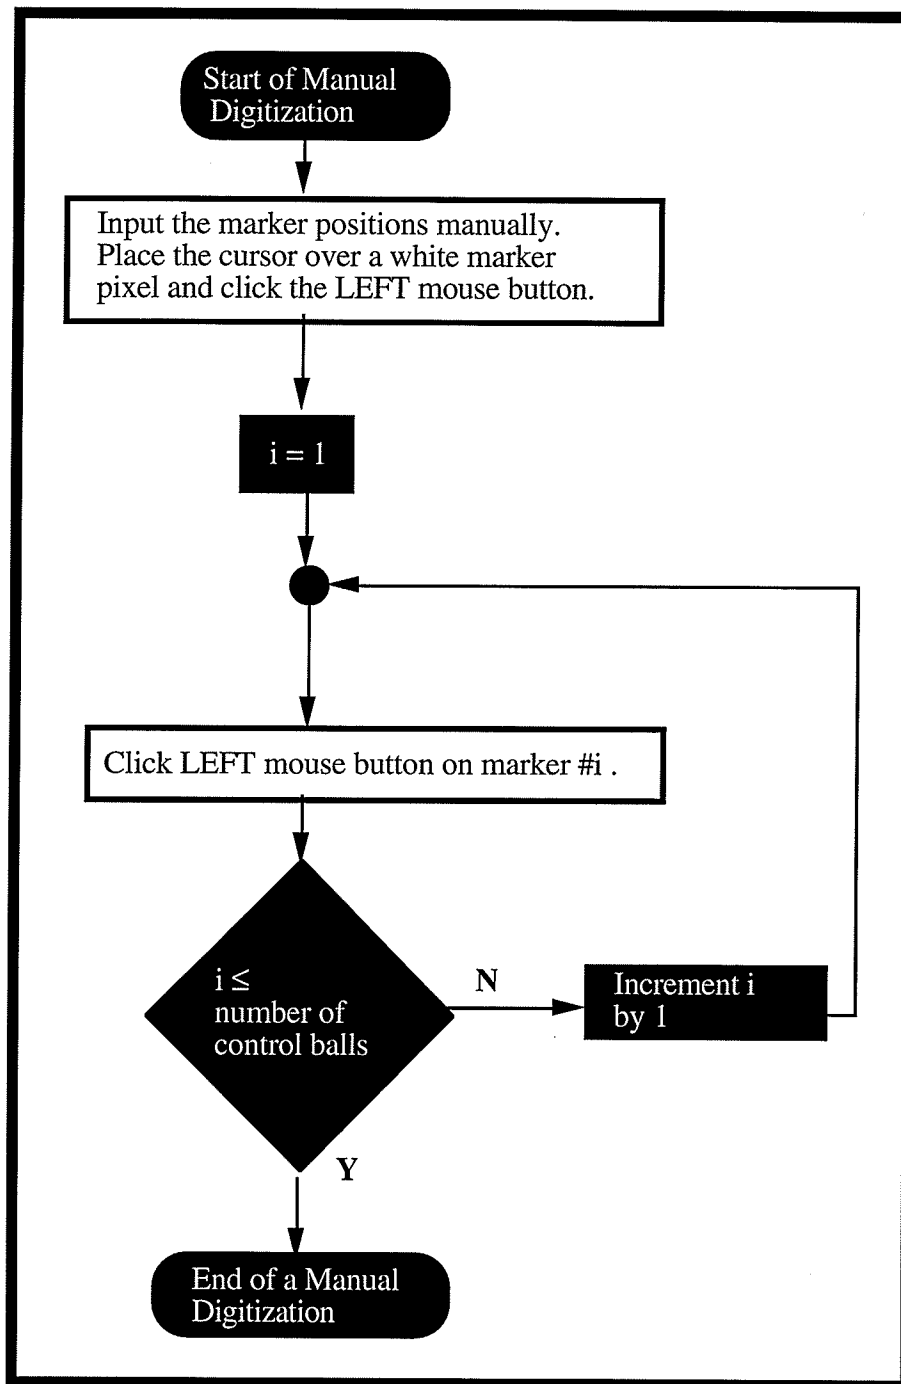 Start of Manual
Digitization
Input the marker positions manually.
Place the cursor over a white marker
pixel and click the LEFT mouse button.
i = 1
Click LEFT mouse button on marker #i .
i ≤
number of
control balls
N
Increment i
by 1
Y
End of a Manual
Digitization